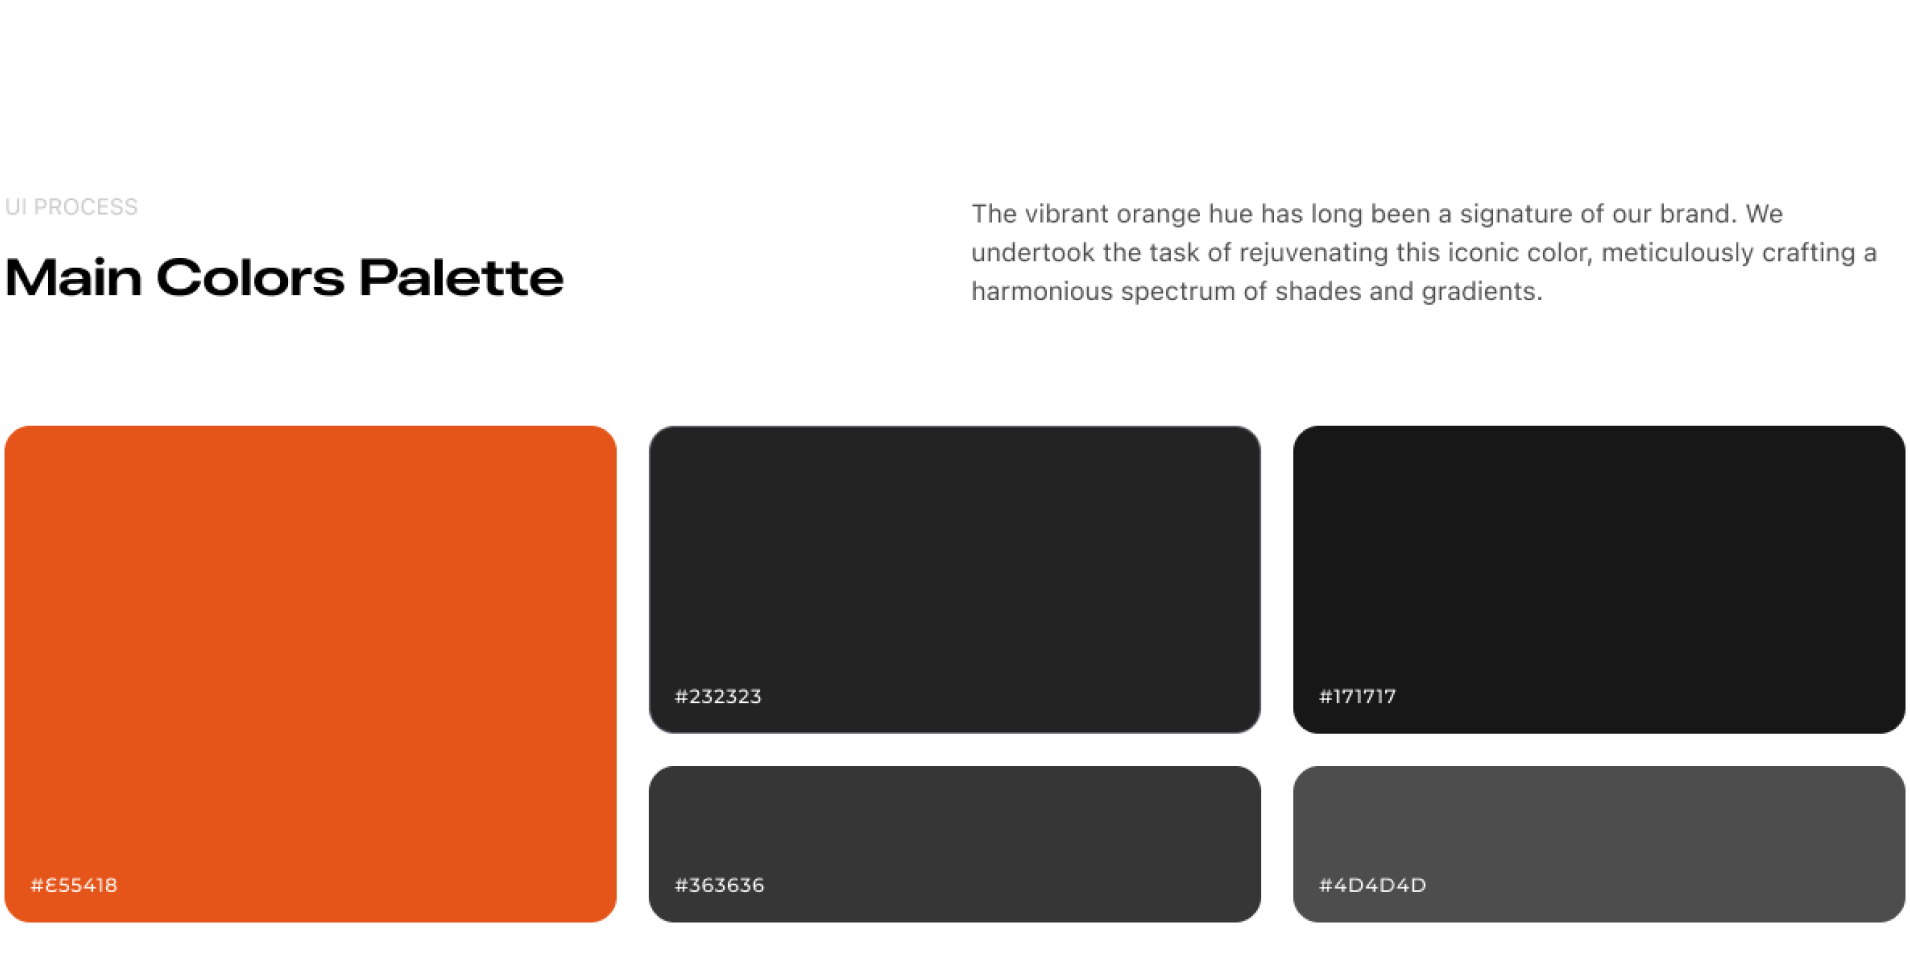 UI PROCESS
Main Colors Palette
The vibrant orange hue has long been a signature of our brand. We
undertook the task of rejuvenating this iconic color, meticulously crafting a
harmonious spectrum of shades and gradients.
#E55418
#232323
#171717
#363636
#4D4D4D